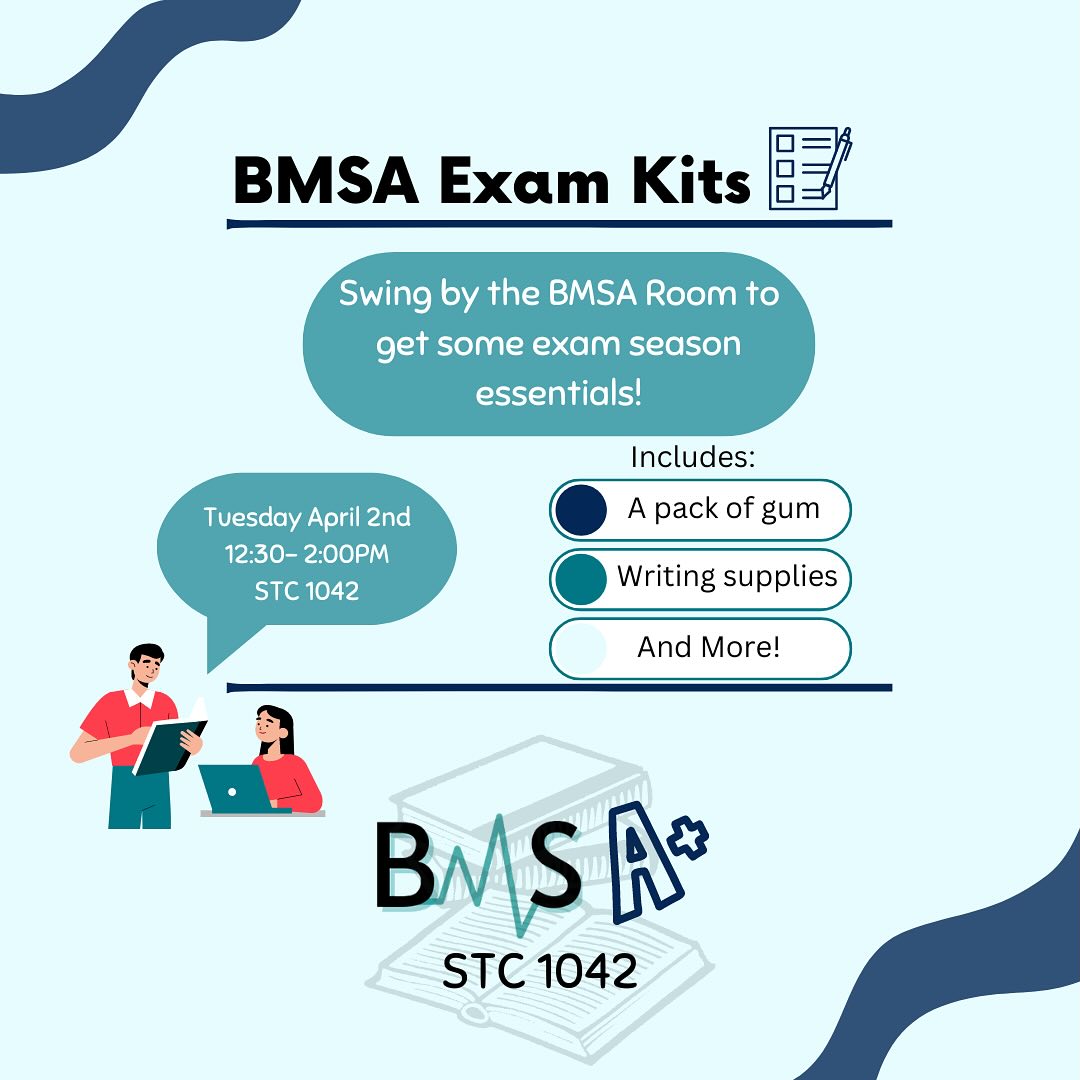 BMSA Exam Kits
Swing by the BMSA Room to
get some exam season
essentials!
Includes:
A pack of gum
Writing supplies
And More!
Tuesday April 2nd
12:30- 2:00PM
STC 1042
BMSA+
STC 1042